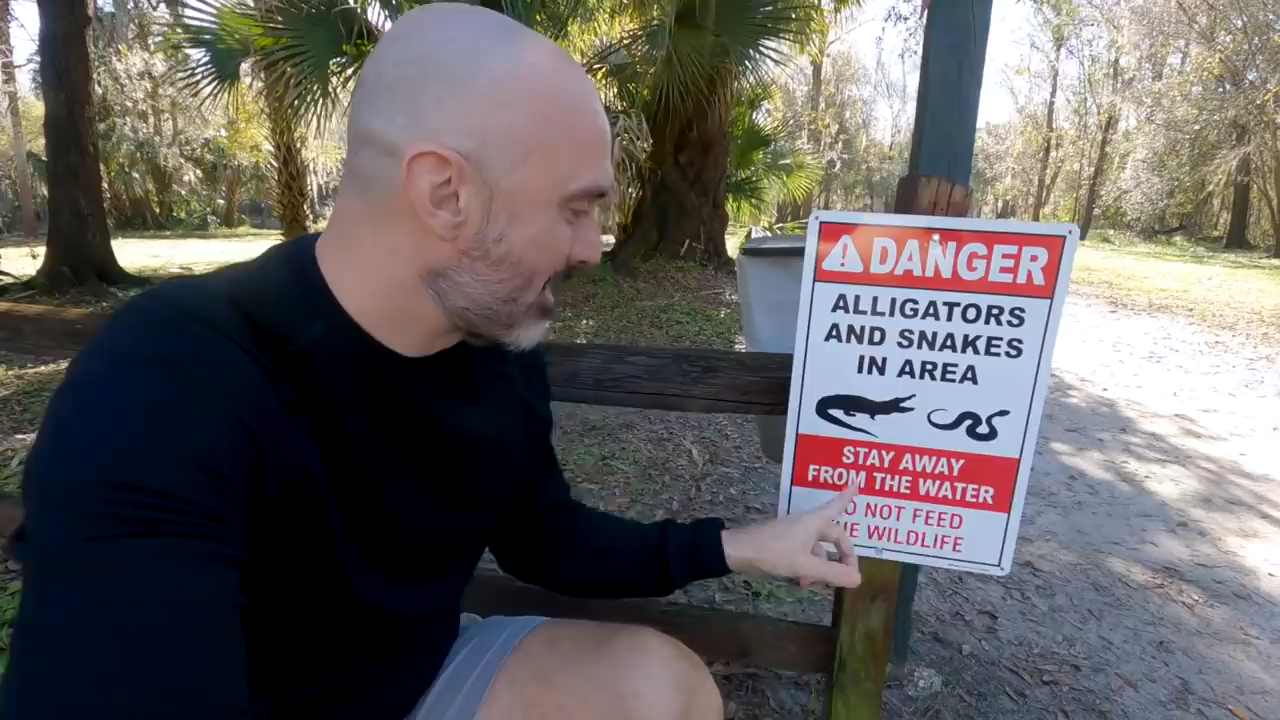 DANGER
ALLIGATORS
AND SNAKES
IN AREA
STAY AWAY
FROM THE WATER
NOT FEED
WILDLIFE